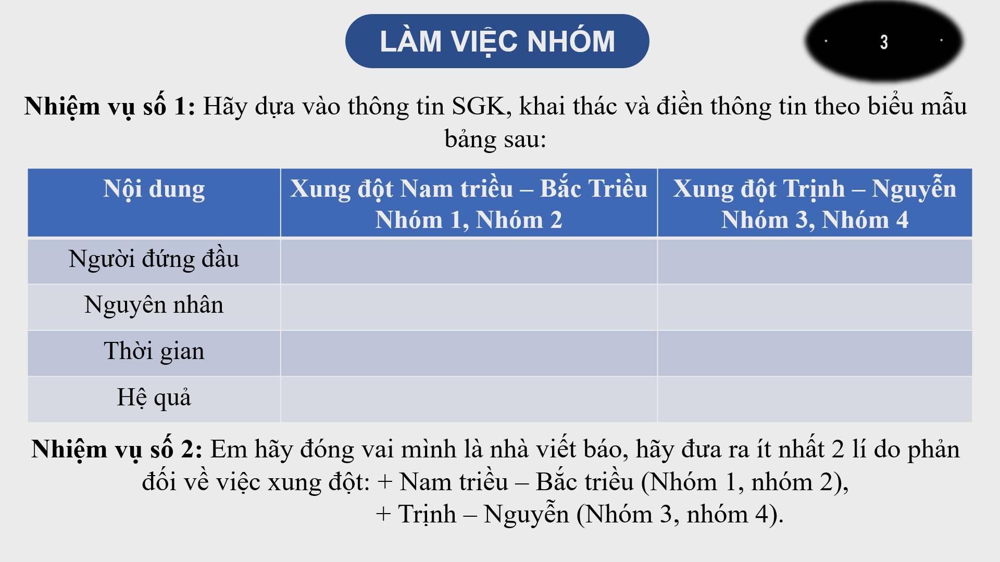 LÀM VIỆC NHÓM
3
Nhiệm vụ số 1: Hãy dựa vào thông tin SGK, khai thác và điền thông tin theo biểu mẫu
bảng sau:
Nội dung
Xung đột Nam triều – Bắc Triều
Nhóm 1, Nhóm 2
Xung đột Trịnh – Nguyễn
Nhóm 3, Nhóm 4
Người đứng đầu
Nguyên nhân
Thời gian
Hệ quả
Nhiệm vụ số 2: Em hãy đóng vai mình là nhà viết báo, hãy đưa ra ít nhất 2 lí do phản
đối về việc xung đột: + Nam triều – Bắc triều (Nhóm 1, nhóm 2),
+ Trịnh – Nguyễn (Nhóm 3, nhóm 4).